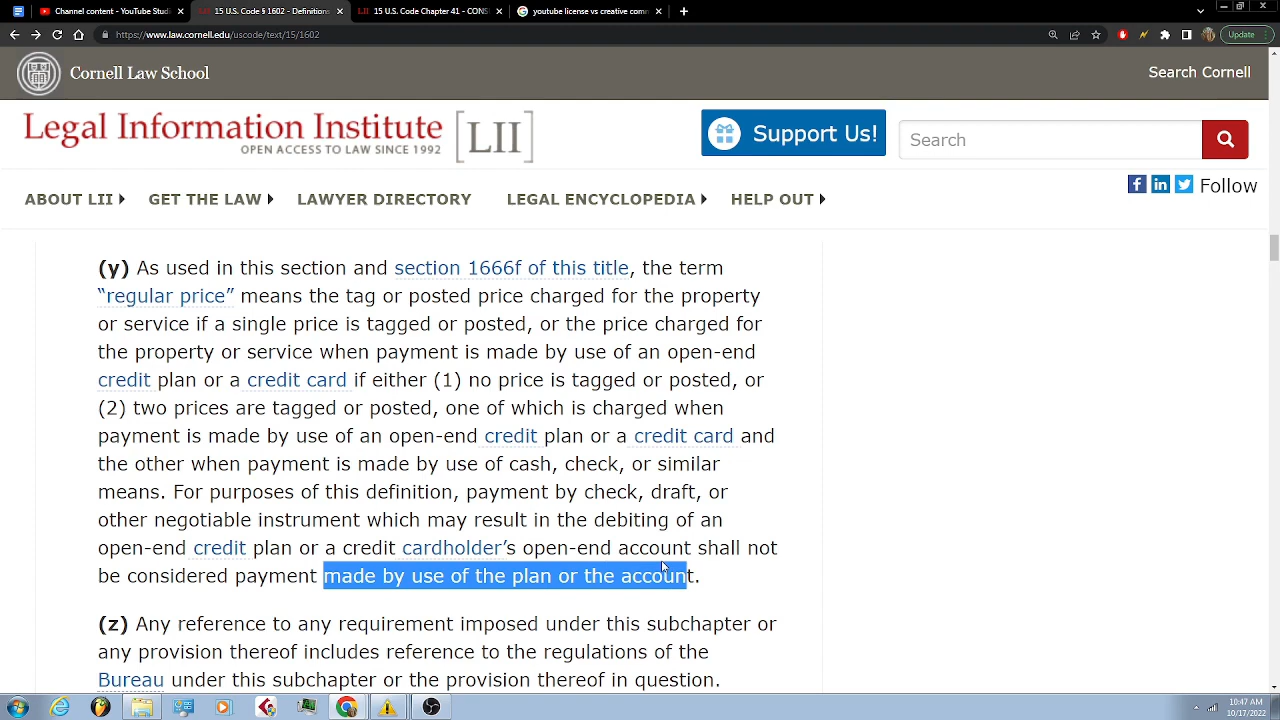 Channel content - YouTube Studi
15 U.S. Code § 1602 - Definitions
15 U.S. Code Chapter 41 - CONS
youtube license vs creative comm
https://www.law.cornell.edu/uscode/text/15/1602
Update
Cornell Law School
Search Cornell
Legal Information Institute [LII]
OPEN ACCESS TO LAW SINCE 1992
Support Us!
Search
Follow
ABOUT LII
GET THE LAW
LAWYER DIRECTORY
LEGAL ENCYCLOPEDIA
HELP OUT
(y) As used in this section and section 1666f of this title, the term
“regular price” means the tag or posted price charged for the property
or service if a single price is tagged or posted, or the price charged for
the property or service when payment is made by use of an open-end
credit plan or a credit card if either (1) no price is tagged or posted, or
(2) two prices are tagged or posted, one of which is charged when
payment is made by use of an open-end credit plan or a credit card and
the other when payment is made by use of cash, check, or similar
means. For purposes of this definition, payment by check, draft, or
other negotiable instrument which may result in the debiting of an
open-end credit plan or a credit cardholder’s open-end account shall not
be considered payment made by use of the plan or the account.
(z) Any reference to any requirement imposed under this subchapter or
any provision thereof includes reference to the regulations of the
Bureau under this subchapter or the provision thereof in question.
10:47 AM
10/17/2022